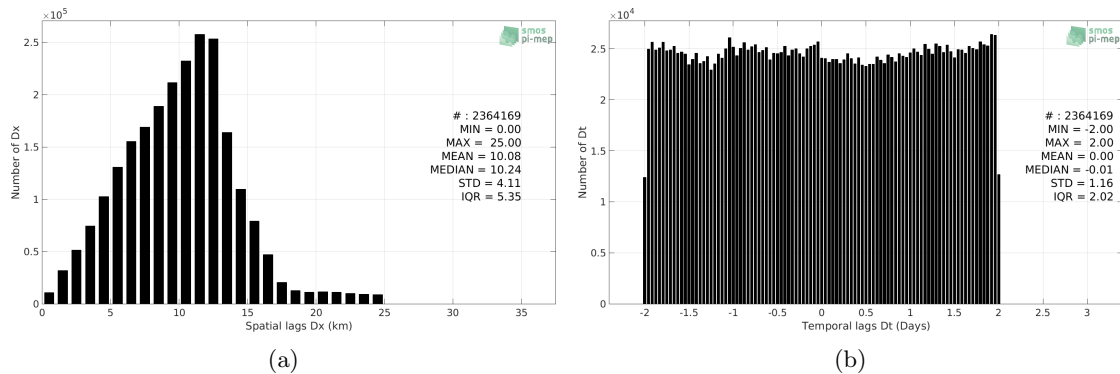 ×10⁵
2.5
2
1.5
1
0.5
0
0
5
10
15
20
25
30
35
Number of Dx
Spatial lags Dx (km)
smos
pi-mep
# : 2364169
MIN = 0.00
MAX = 25.00
MEAN = 10.08
MEDIAN = 10.24
STD = 4.11
IQR = 5.35
(a)
×10⁴
2.5
2
1.5
1
0.5
0
-2
-1.5
-1
-0.5
0
0.5
1
1.5
2
2.5
3
Number of Dt
Temporal lags Dt (Days)
smos
pi-mep
# : 2364169
MIN = -2.00
MAX = 2.00
MEAN = 0.00
MEDIAN = -0.01
STD = 1.16
IQR = 2.02
(b)